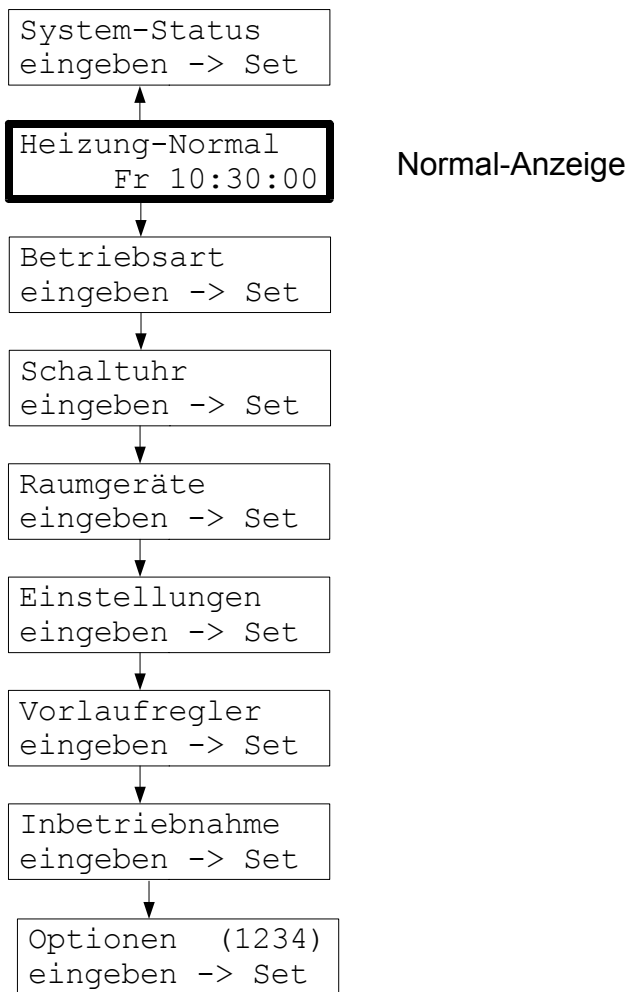 System-Status
eingeben -> Set
Heizung-Normal
Fr 10:30:00
Normal-Anzeige
Betriebsart
eingeben -> Set
Schaltuhr
eingeben -> Set
Raumgeräte
eingeben -> Set
Einstellungen
eingeben -> Set
Vorlaufregler
eingeben -> Set
Inbetriebnahme
eingeben -> Set
Optionen (1234)
eingeben -> Set